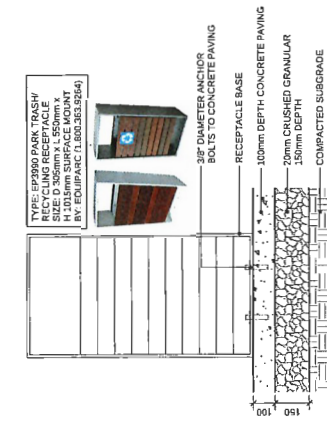 TYPE: EP3990 PARK TRASH/
RECYCLING RECEPTACLE
SIZE: D 305mm x L 550mm x
H 1015mm SURFACE MOUNT
BY: EQUIPARC (1.800.363.9264)
3/8" DIAMETER ANCHOR
BOLTS TO CONCRETE PAVING
RECEPTACLE BASE
100mm DEPTH CONCRETE PAVING
20mm CRUSHED GRANULAR
150mm DEPTH
COMPACTED SUBGRADE
100
150